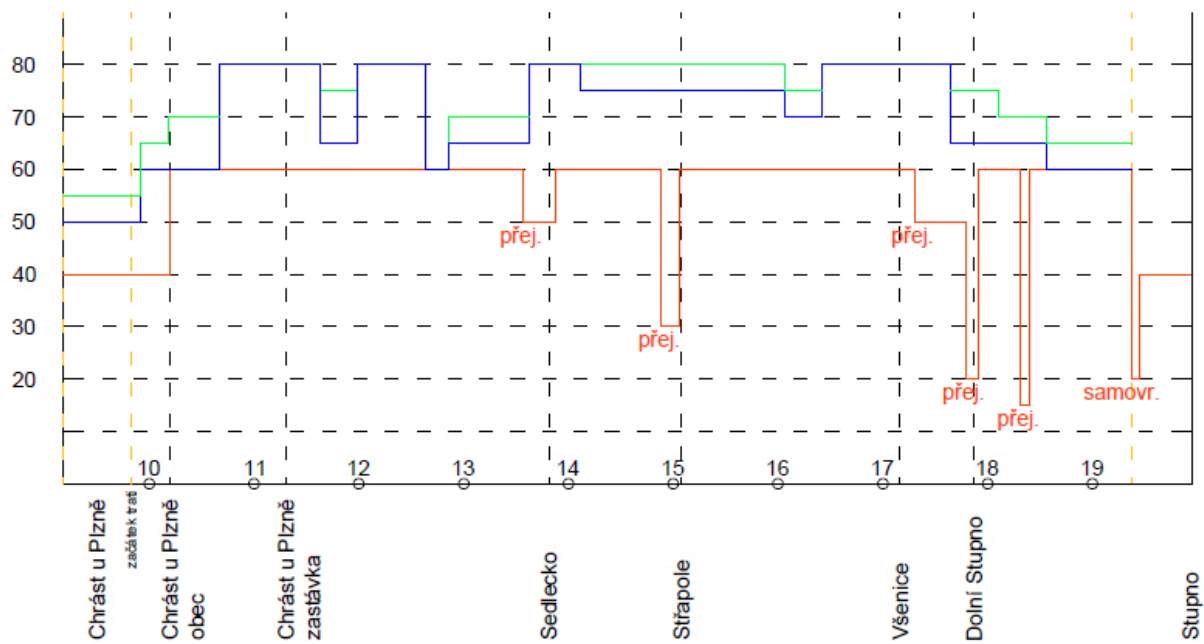 80
70
60
50
40
30
20
přej.
přej.
přej.
přej.
přej.
samovr.
10
11
12
13
14
15
16
17
18
19
Chrást u Plzně
začátek trati
Chrást u Plzně
obec
Chrást u Plzně
zastávka
Sedlecko
Střapole
Všenice
Dolní Stupno
Stupno